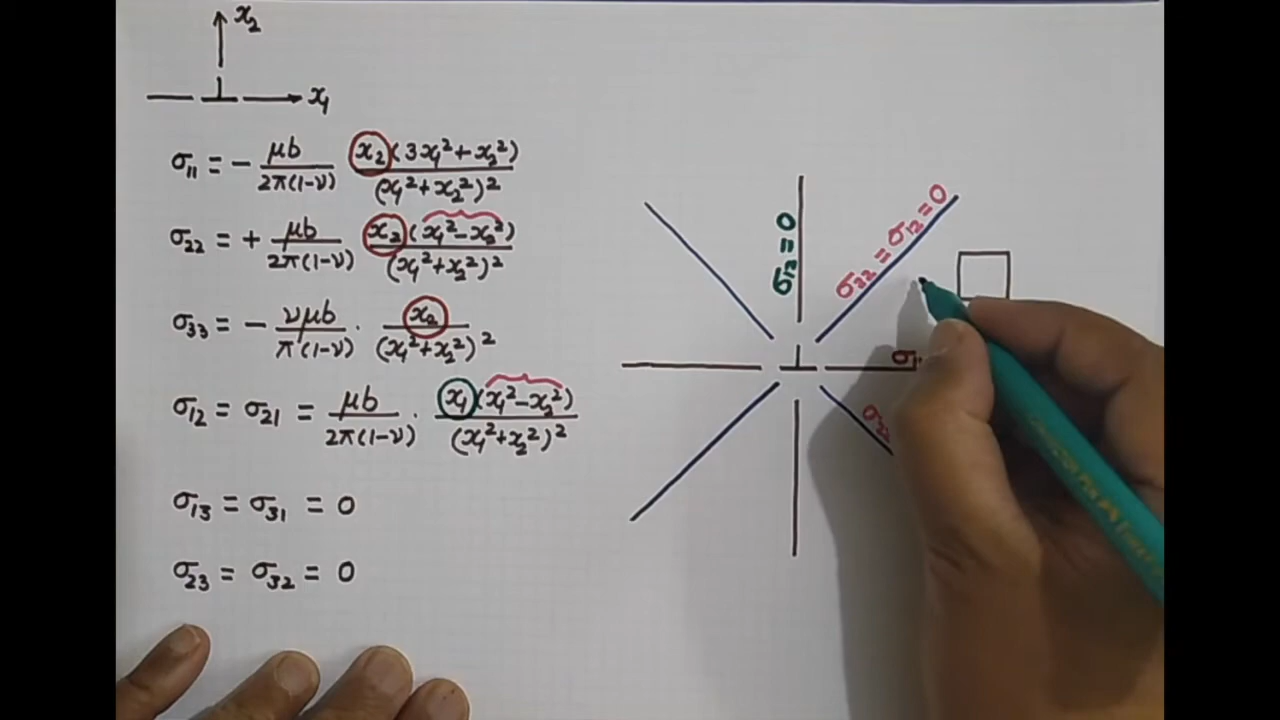 x₂
x₁
σ₁₁ = - μb / 2π(1-ν) x₂(3x₁²+x₂²) / (x₁²+x₂²)²
σ₂₂ = + μb / 2π(1-ν) x₂(x₁²-x₂²) / (x₁²+x₂²)²
σ₃₃ = - νμb / π(1-ν) · x₂ / (x₁²+x₂²)²
σ₁₂ = σ₂₁ = μb / 2π(1-ν) · x₁(x₁²-x₂²) / (x₁²+x₂²)²
σ₁₃ = σ₃₁ = 0
σ₂₃ = σ₃₂ = 0
σ₁₂ = 0
σ₂₂ = σ₁₂ = 0
σ
σ₂₂